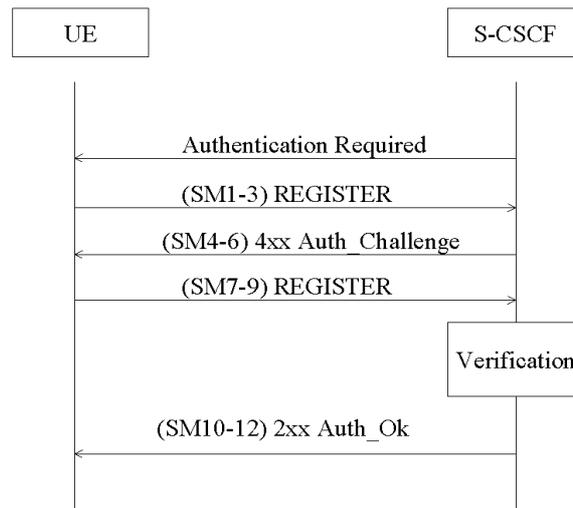 UE
S-CSCF
Authentication Required
(SM1-3) REGISTER
(SM4-6) 4xx Auth_Challenge
(SM7-9) REGISTER
Verification
(SM10-12) 2xx Auth_Ok